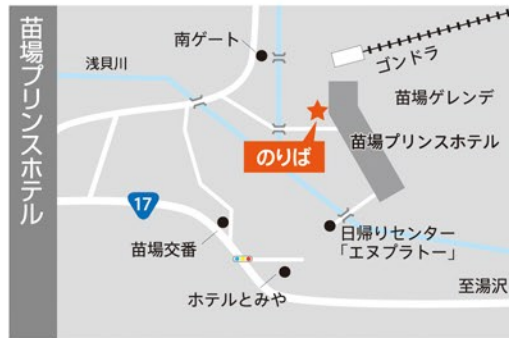 苗場プリンスホテル
南ゲート
浅貝川
ゴンドラ
苗場ゲレンデ
苗場プリンスホテル
のりば
17
苗場交番
日帰りセンター
「エヌプラトー」
ホテルとみや
至湯沢